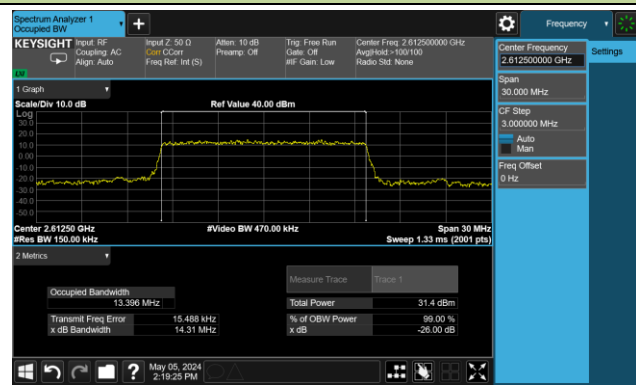 Spectrum Analyzer 1
Occupied BW
Frequency
KEYSIGHT
Input: RF
Coupling: AC
Align: Auto
Input Z: 50 Ω
Corr CCorr
Freq Ref: Int (S)
Atten: 10 dB
Preamp: Off
Trig: Free Run
Gate: Off
#IF Gain: Low
Center Freq: 2.612500000 GHz
Avg|Hold:>100/100
Radio Std: None
LW
Center Frequency
2.612500000 GHz
Settings
Span
30.000 MHz
CF Step
3.000000 MHz
Auto
Man
Freq Offset
0 Hz
1 Graph
Scale/Div 10.0 dB
Ref Value 40.00 dBm
Log
30.0
20.0
10.0
0.00
-10.0
-20.0
-30.0
-40.0
-50.0
Center 2.61250 GHz
#Video BW 470.00 kHz
Span 30 MHz
#Res BW 150.00 kHz
Sweep 1.33 ms (2001 pts)
2 Metrics
Measure Trace
Trace 1
Occupied Bandwidth
13.396 MHz
Total Power
31.4 dBm
Transmit Freq Error
15.488 kHz
% of OBW Power
99.00 %
x dB Bandwidth
14.31 MHz
x dB
-26.00 dB
?
May 05, 2024
2:19:25 PM